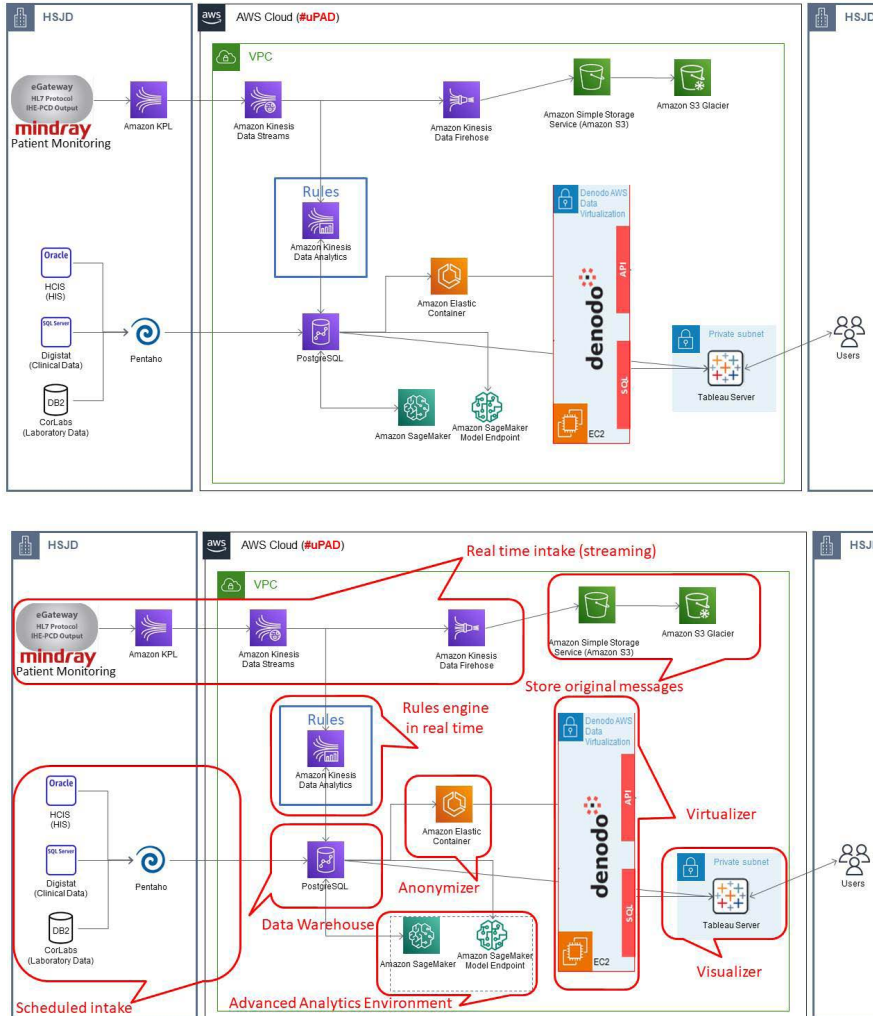 HSJD
aws
AWS Cloud (#uPAD)
HSJD
VPC
eGateway
HL7 Protocol
IHE-PCD Output
mindray
Patient Monitoring
Amazon KPL
Amazon Kinesis
Data Streams
Amazon Kinesis
Data Firehose
Amazon Simple Storage
Service (Amazon S3)
Amazon S3 Glacier
Rules
Amazon Kinesis
Data Analytics
Denodo AWS
Data
Virtualization
API
denodo
SQL
EC2
Oracle
HCIS
(HIS)
SQL Server
Digistat
(Clinical Data)
DB2
CorLabs
(Laboratory Data)
Pentaho
PostgreSQL
Amazon Elastic
Container
Amazon SageMaker
Amazon SageMaker
Model Endpoint
Private subnet
Tableau Server
Users
HSJD
aws
AWS Cloud (#uPAD)
HSJD
Real time intake (streaming)
VPC
eGateway
HL7 Protocol
IHE-PCD Output
mindray
Patient Monitoring
Amazon KPL
Amazon Kinesis
Data Streams
Amazon Kinesis
Data Firehose
Amazon Simple Storage
Service (Amazon S3)
Amazon S3 Glacier
Store original messages
Rules engine
in real time
Rules
Amazon Kinesis
Data Analytics
Denodo AWS
Data
Virtualization
API
denodo
SQL
EC2
Virtualizer
Oracle
HCIS
(HIS)
SQL Server
Digistat
(Clinical Data)
DB2
CorLabs
(Laboratory Data)
Pentaho
PostgreSQL
Amazon Elastic
Container
Anonymizer
Data Warehouse
Amazon SageMaker
Amazon SageMaker
Model Endpoint
Private subnet
Tableau Server
Users
Visualizer
Scheduled intake
Advanced Analytics Environment